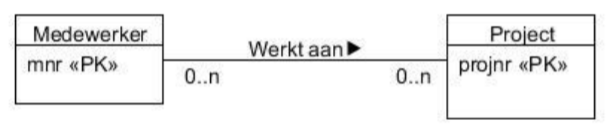 Medewerker
mnr «PK»
Werkt aan ▶
0..n
0..n
Project
projnr «PK»